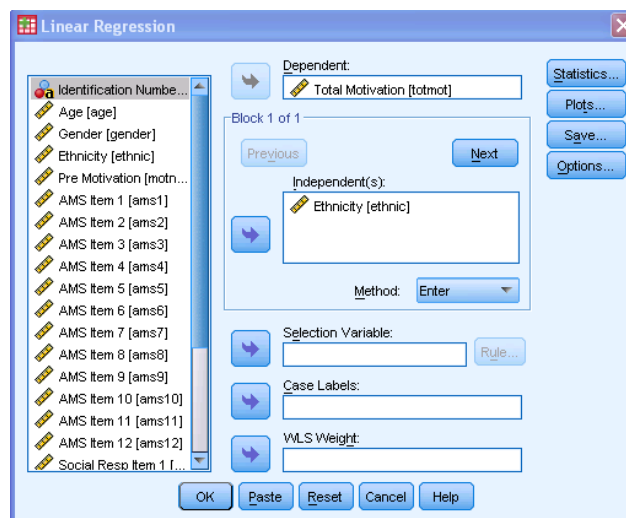 Linear Regression
Identification Numbe...
Age [age]
Gender [gender]
Ethnicity [ethnic]
Pre Motivation [motn...
AMS Item 1 [ams1]
AMS Item 2 [ams2]
AMS Item 3 [ams3]
AMS Item 4 [ams4]
AMS Item 5 [ams5]
AMS Item 6 [ams6]
AMS Item 7 [ams7]
AMS Item 8 [ams8]
AMS Item 9 [ams9]
AMS Item 10 [ams10]
AMS Item 11 [ams11]
AMS Item 12 [ams12]
Social Resp Item 1 [...
Dependent:
Total Motivation [totmot]
Block 1 of 1
Previous
Next
Independent(s):
Ethnicity [ethnic]
Method: Enter
Selection Variable:
Rule...
Case Labels:
WLS Weight:
Statistics...
Plots...
Save...
Options...
OK Paste Reset Cancel Help